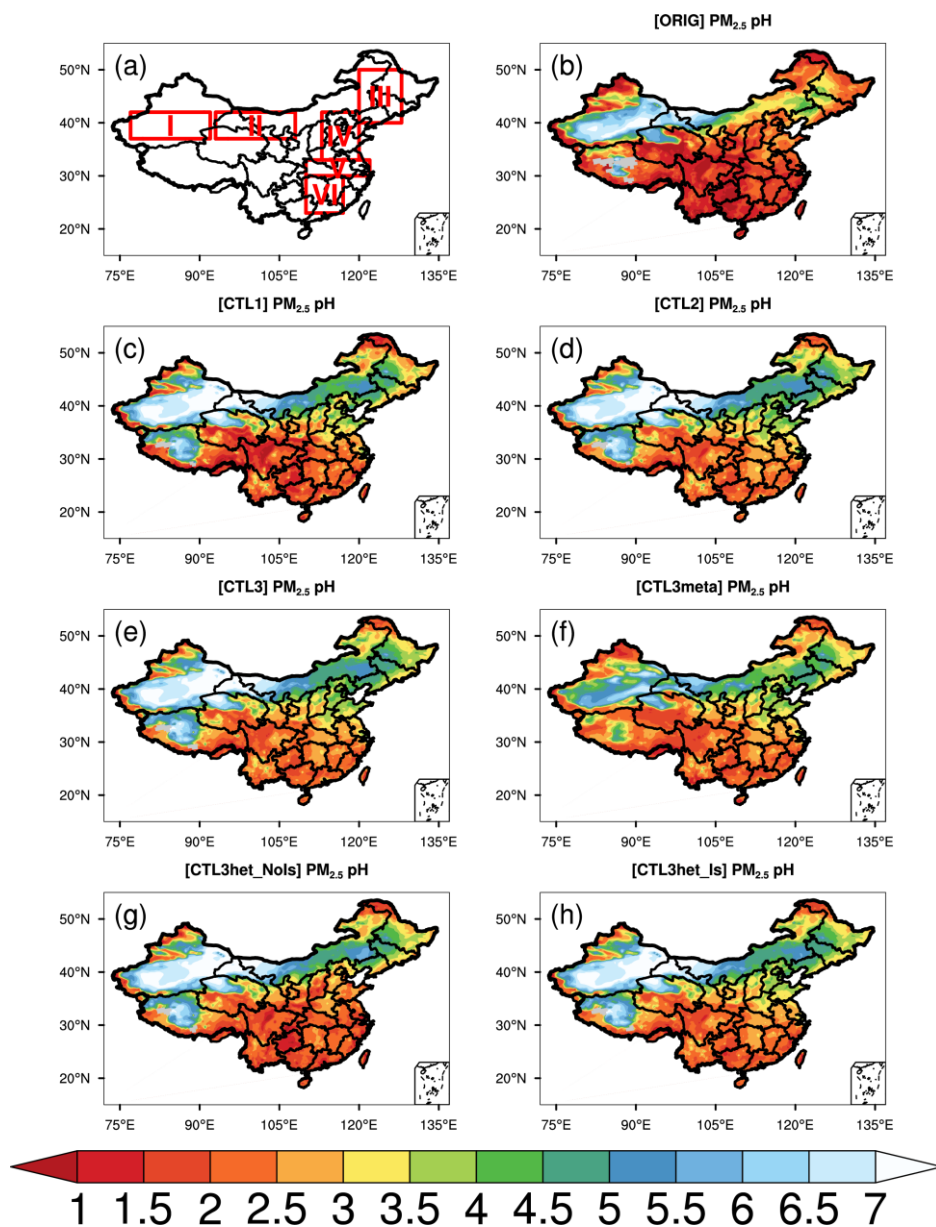 [ORIG] PM2.5 pH
(a)
50°N
40°N
30°N
20°N
75°E 90°E 105°E 120°E 135°E
I
II
III
IV
V
VI
(b)
50°N
40°N
30°N
20°N
75°E 90°E 105°E 120°E 135°E
[CTL1] PM2.5 pH
(c)
50°N
40°N
30°N
20°N
75°E 90°E 105°E 120°E 135°E
[CTL2] PM2.5 pH
(d)
50°N
40°N
30°N
20°N
75°E 90°E 105°E 120°E 135°E
[CTL3] PM2.5 pH
(e)
50°N
40°N
30°N
20°N
75°E 90°E 105°E 120°E 135°E
[CTL3meta] PM2.5 pH
(f)
50°N
40°N
30°N
20°N
75°E 90°E 105°E 120°E 135°E
[CTL3het_NoIs] PM2.5 pH
(g)
50°N
40°N
30°N
20°N
75°E 90°E 105°E 120°E 135°E
[CTL3het_Is] PM2.5 pH
(h)
50°N
40°N
30°N
20°N
75°E 90°E 105°E 120°E 135°E
1 1.5 2 2.5 3 3.5 4 4.5 5 5.5 6 6.5 7